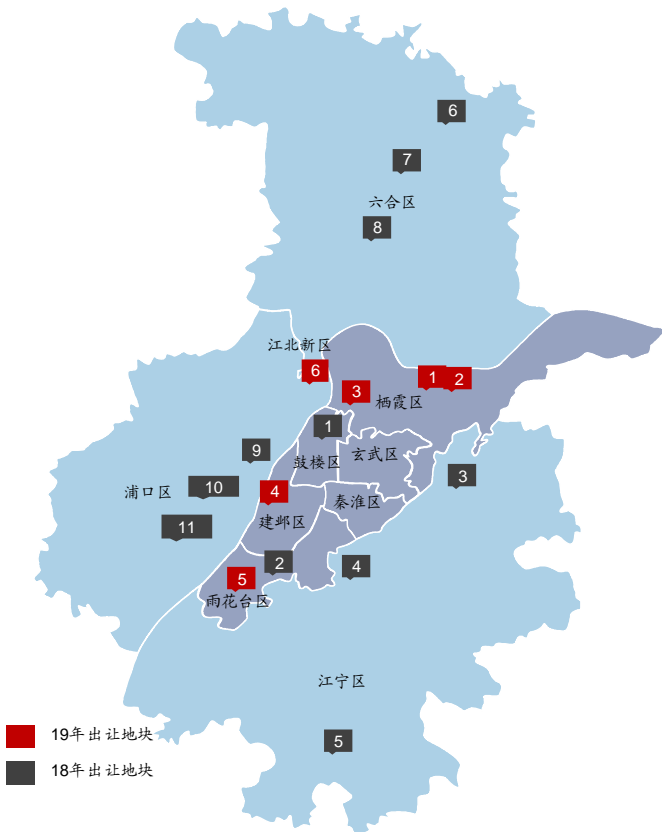 6
7
六合区
8
江北新区
6
1
2
3
栖霞区
1
玄武区
鼓楼区
9
3
浦口区
10
4
秦淮区
11
建邺区
2
4
5
雨花台区
江宁区
19年出让地块
5
18年出让地块